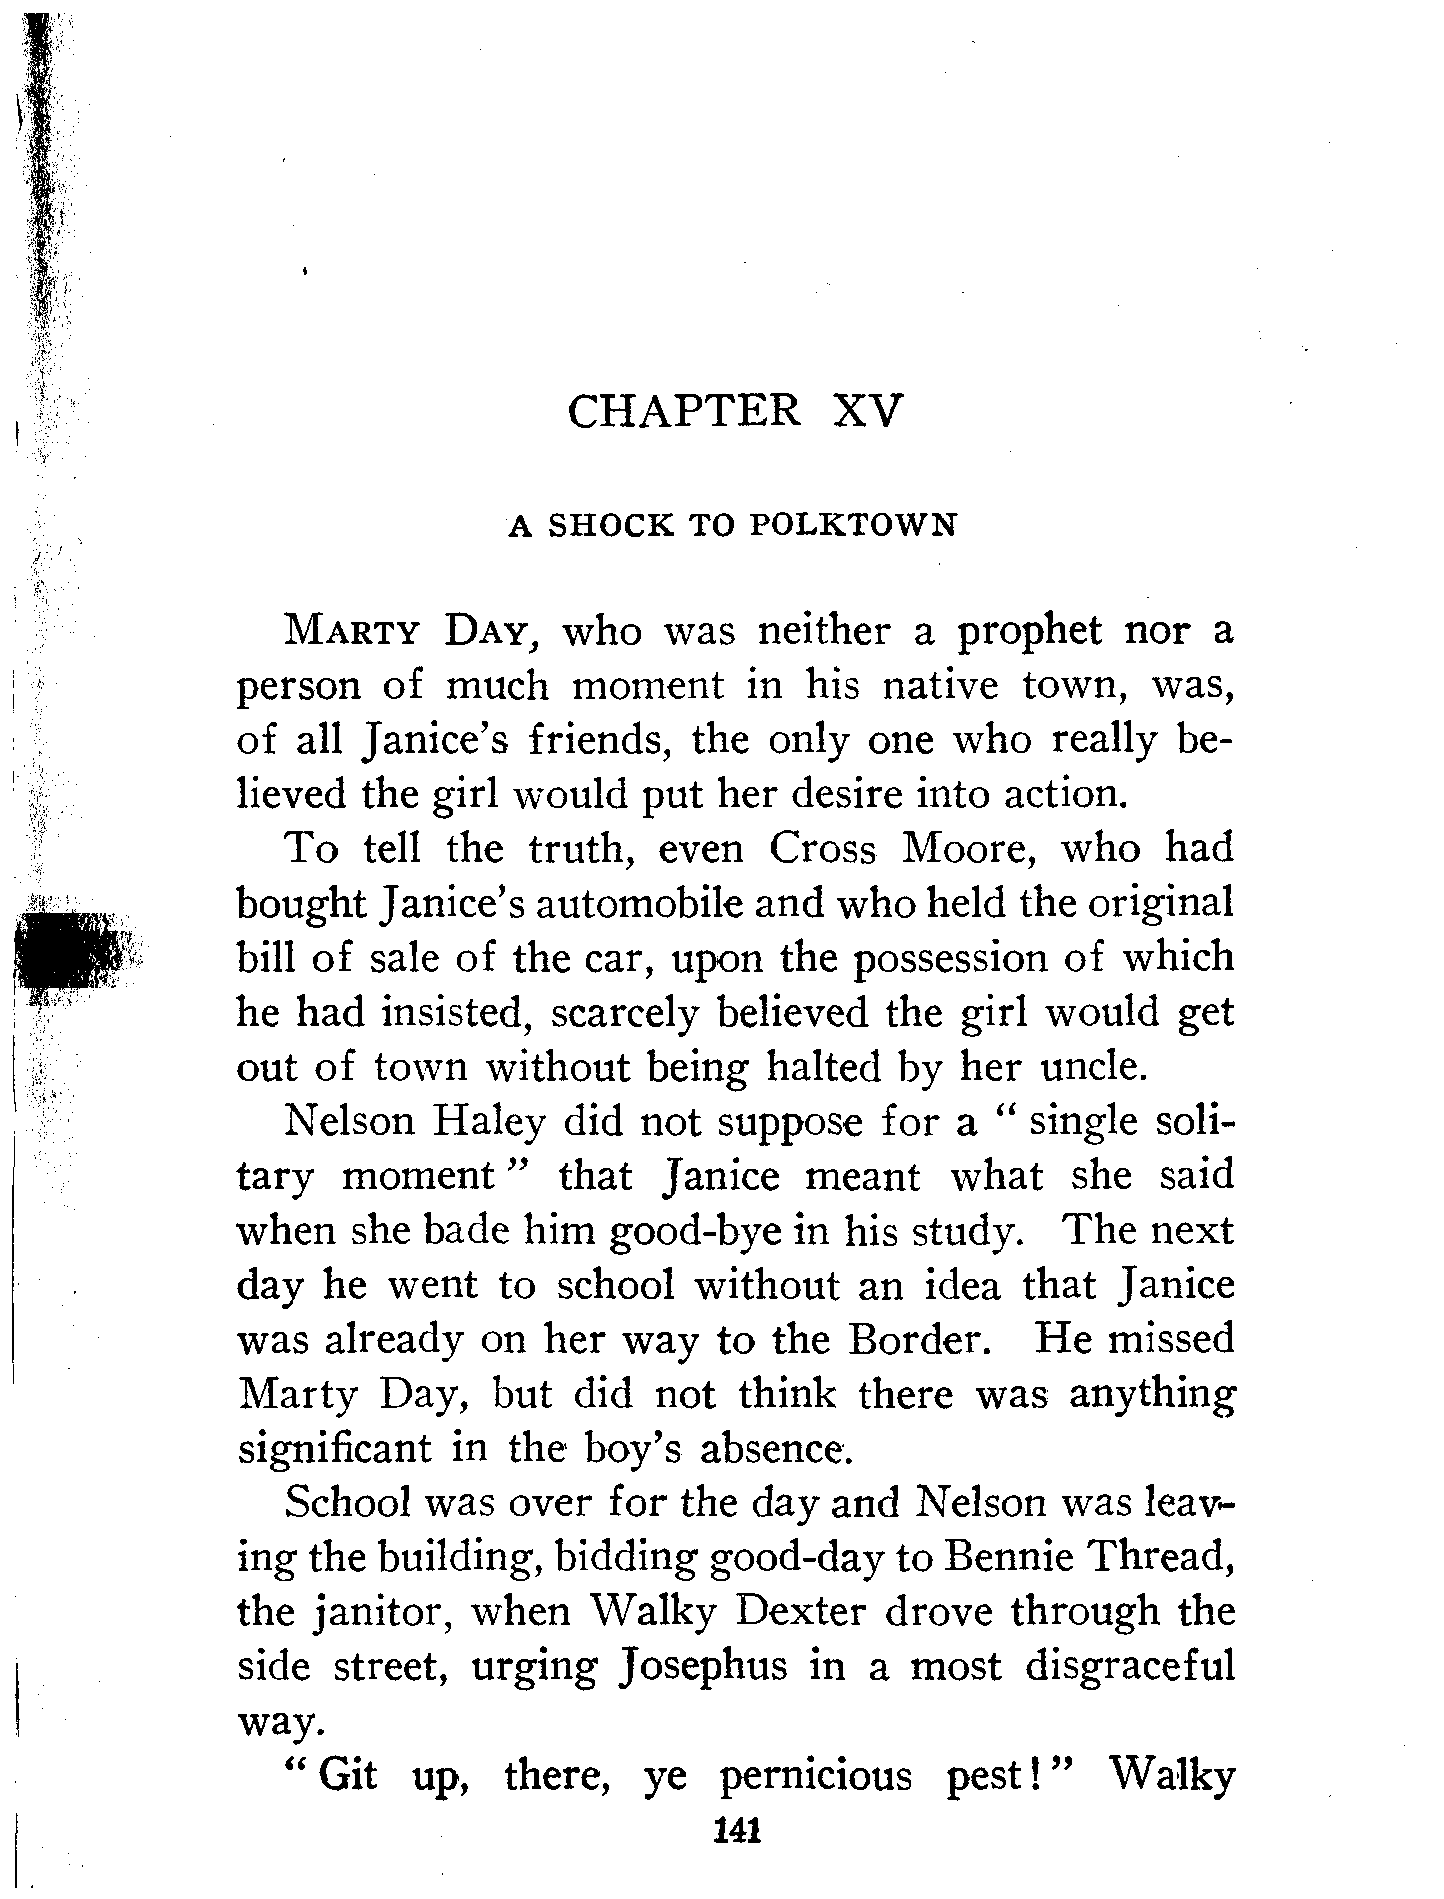 CHAPTER XV
A SHOCK TO POLKTOWN
MARTY DAY, who was neither a prophet nor a
person of much moment in his native town, was,
of all Janice's friends, the only one who really be-
lieved the girl would put her desire into action.
To tell the truth, even Cross Moore, who had
bought Janice's automobile and who held the original
bill of sale of the car, upon the possession of which
he had insisted, scarcely believed the girl would get
out of town without being halted by her uncle.
Nelson Haley did not suppose for a " single soli-
tary moment " that Janice meant what she said
when she bade him good-bye in his study. The next
day he went to school without an idea that Janice
was already on her way to the Border. He missed
Marty Day, but did not think there was anything
significant in the boy's absence.
School was over for the day and Nelson was leav-
ing the building, bidding good-day to Bennie Thread,
the janitor, when Walky Dexter drove through the
side street, urging Josephus in a most disgraceful
way.
" Git up, there, ye pernicious pest! " Walky
141